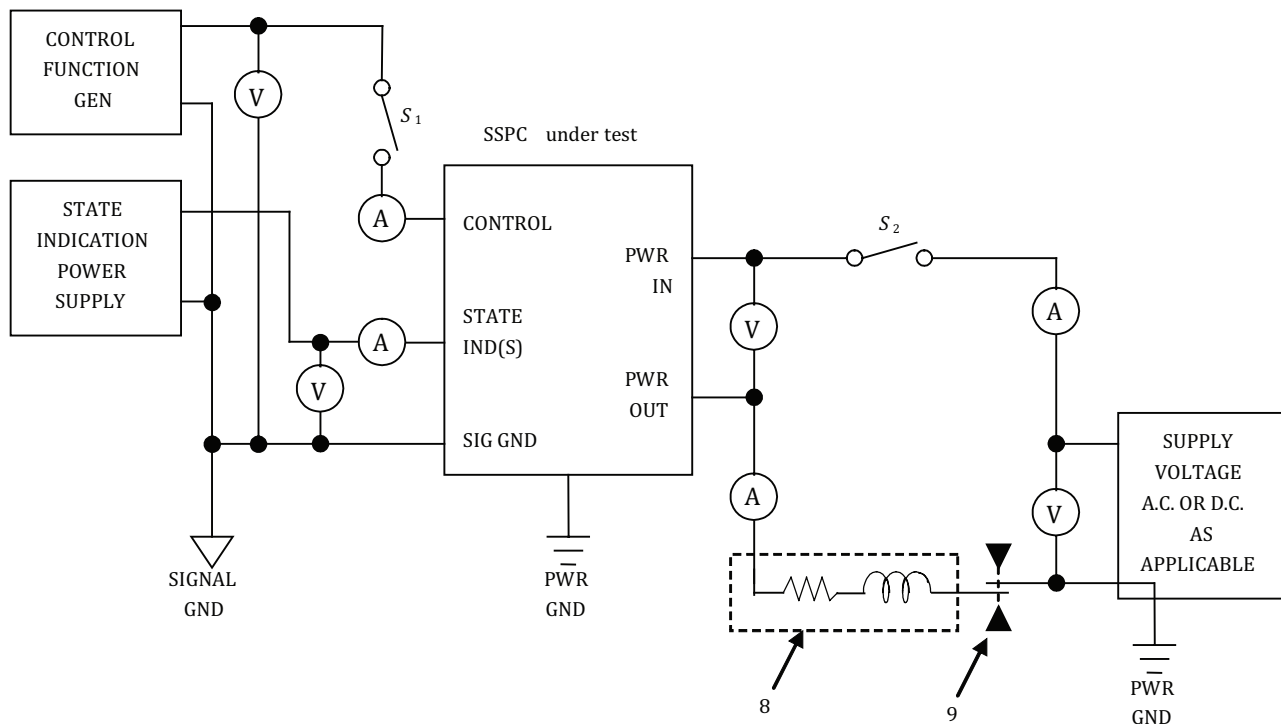 CONTROL
FUNCTION
GEN
V
S1
SSPC under test
STATE
INDICATION
POWER
SUPPLY
A
CONTROL
PWR
IN
S2
STATE
IND(S)
A
V
V
A
PWR
OUT
SIG GND
A
V
SUPPLY
VOLTAGE
A.C. OR D.C.
AS
APPLICABLE
SIGNAL
GND
PWR
GND
8
9
PWR
GND